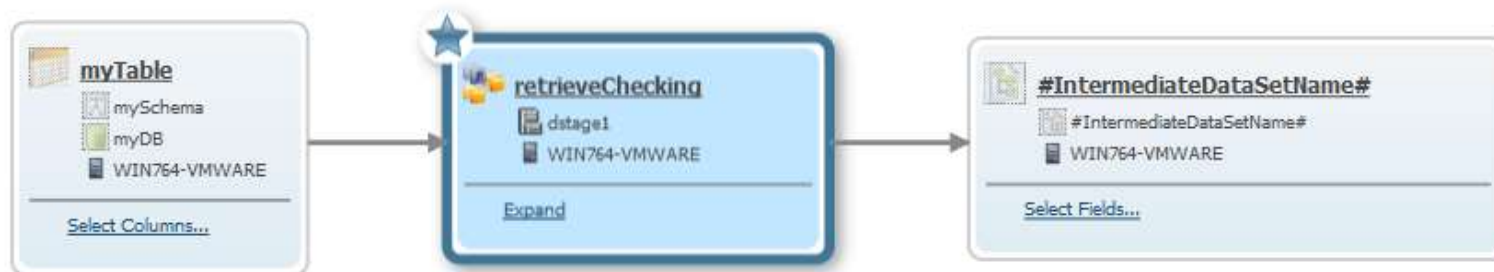 myTable
mySchema
myDB
WIN764-VMWARE
Select Columns...
retrieveChecking
dstage1
WIN764-VMWARE
Expand
#IntermediateDataSetName#
#IntermediateDataSetName#
WIN764-VMWARE
Select Fields...